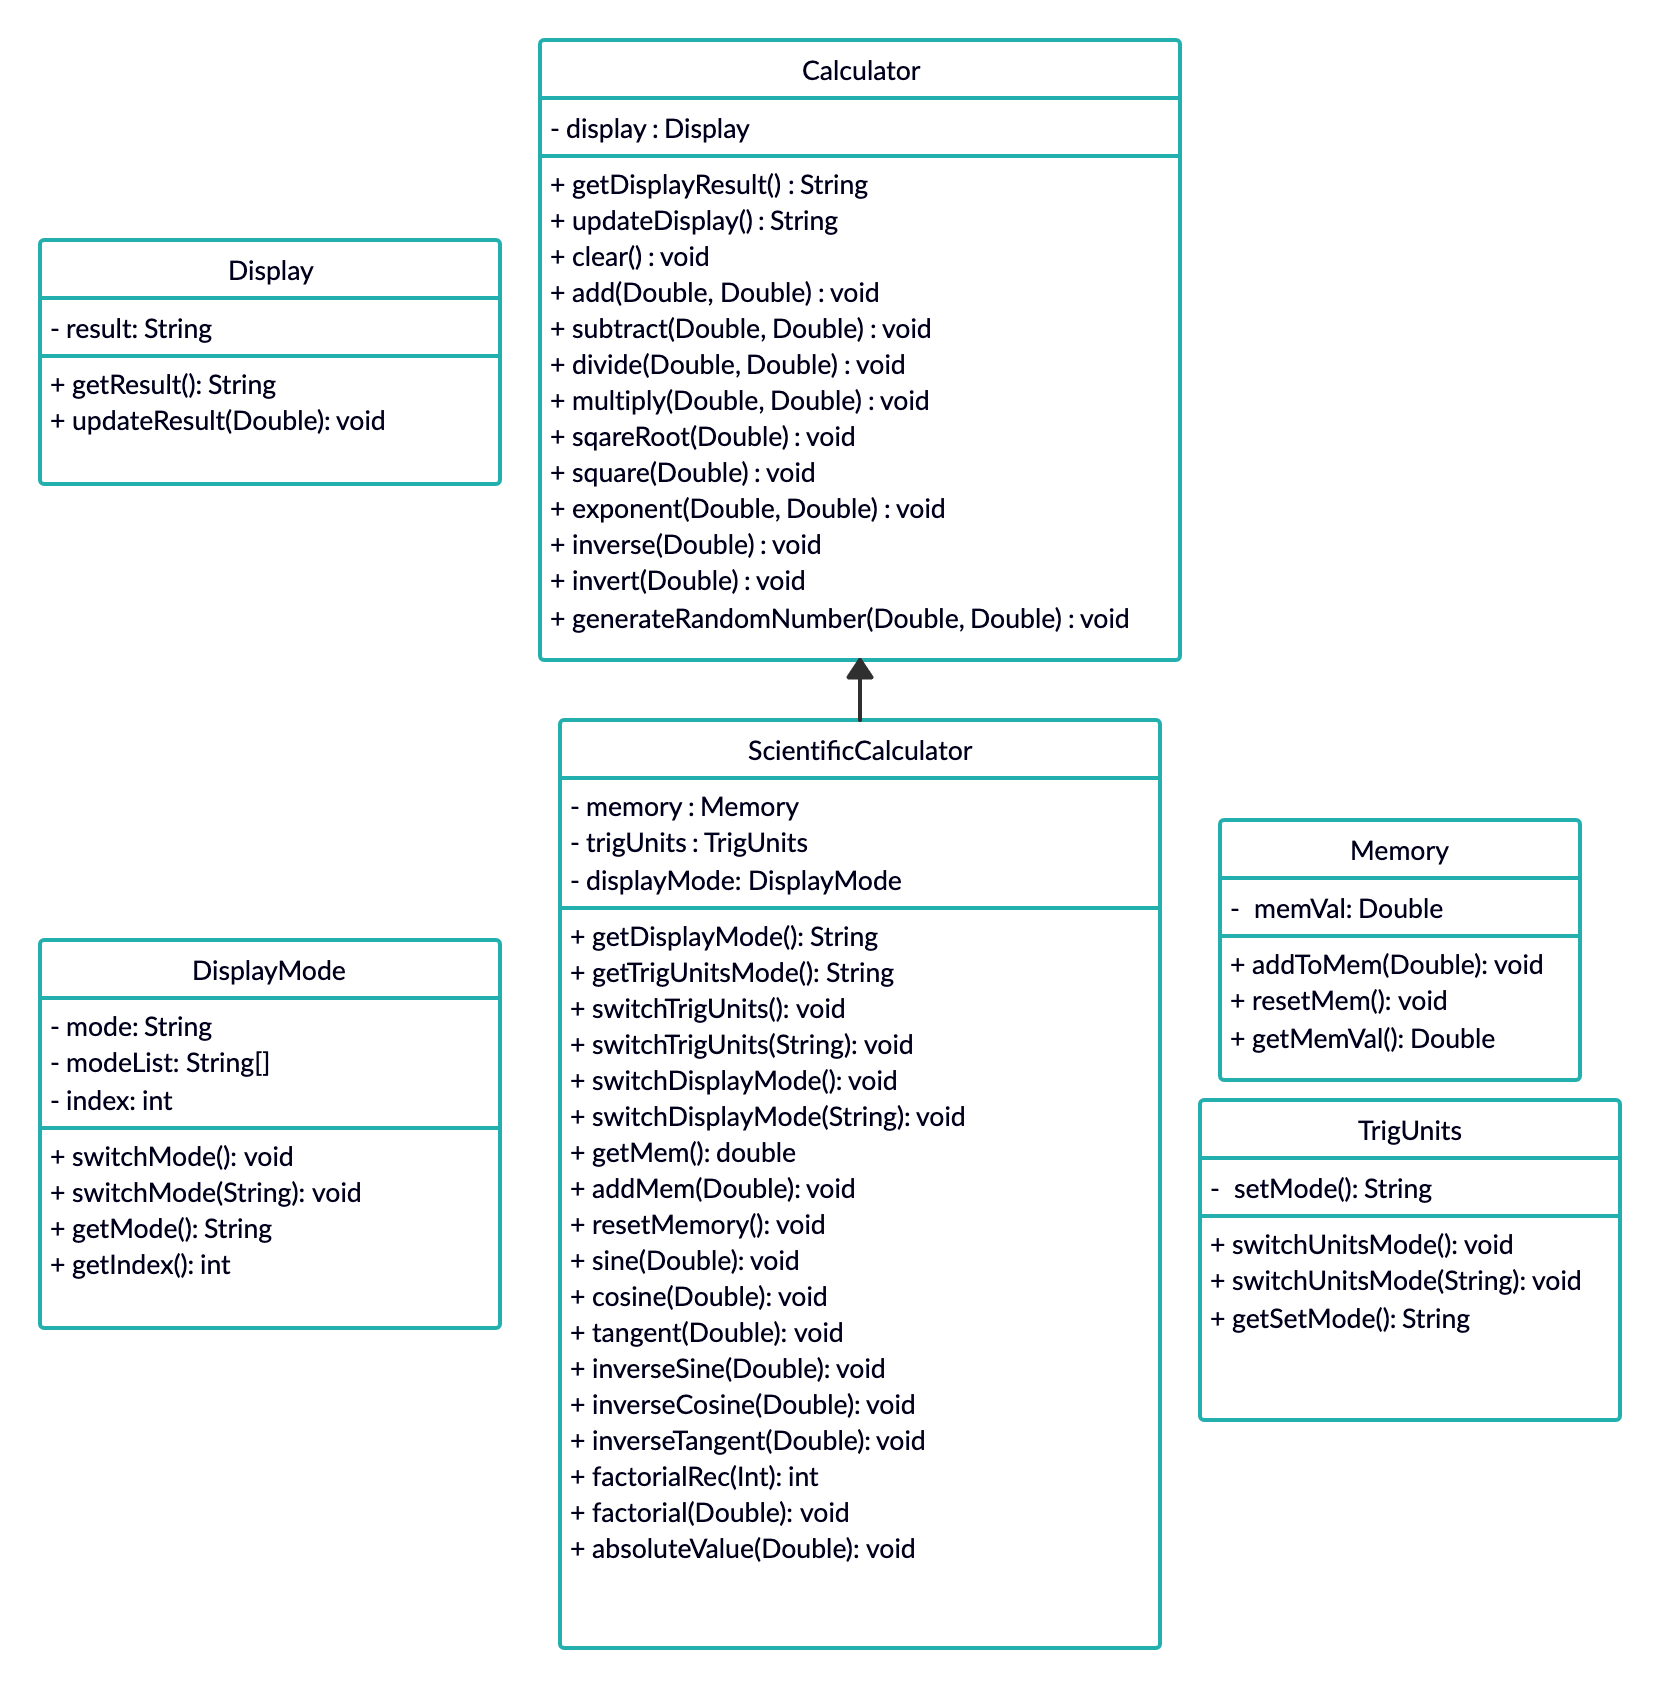 Calculator
- display : Display
+ getDisplayResult() : String
+ updateDisplay() : String
+ clear() : void
+ add(Double, Double) : void
+ subtract(Double, Double) : void
+ divide(Double, Double) : void
+ multiply(Double, Double) : void
+ sqareRoot(Double) : void
+ square(Double) : void
+ exponent(Double, Double) : void
+ inverse(Double) : void
+ invert(Double) : void
+ generateRandomNumber(Double, Double) : void
Display
- result: String
+ getResult(): String
+ updateResult(Double): void
ScientificCalculator
- memory : Memory
- trigUnits : TrigUnits
- displayMode: DisplayMode
+ getDisplayMode(): String
+ getTrigUnitsMode(): String
+ switchTrigUnits(): void
+ switchTrigUnits(String): void
+ switchDisplayMode(): void
+ switchDisplayMode(String): void
+ getMem(): double
+ addMem(Double): void
+ resetMemory(): void
+ sine(Double): void
+ cosine(Double): void
+ tangent(Double): void
+ inverseSine(Double): void
+ inverseCosine(Double): void
+ inverseTangent(Double): void
+ factorialRec(Int): int
+ factorial(Double): void
+ absoluteValue(Double): void
Memory
- memVal: Double
+ addToMem(Double): void
+ resetMem(): void
+ getMemVal(): Double
DisplayMode
- mode: String
- modeList: String[]
- index: int
+ switchMode(): void
+ switchMode(String): void
+ getMode(): String
+ getIndex(): int
TrigUnits
- setMode(): String
+ switchUnitsMode(): void
+ switchUnitsMode(String): void
+ getSetMode(): String